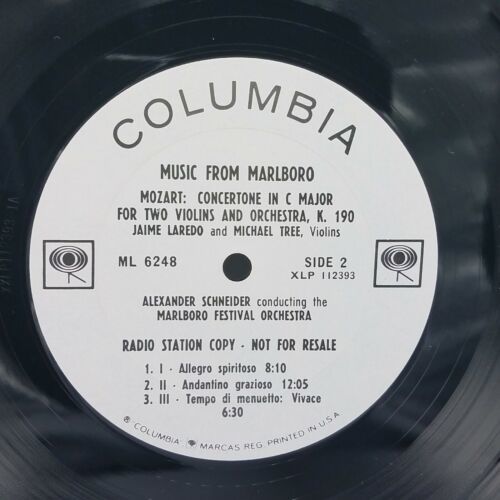 COLUMBIA
MUSIC FROM MARLBORO
MOZART: CONCERTONE IN C MAJOR
FOR TWO VIOLINS AND ORCHESTRA, K. 190
JAIME LAREDO and MICHAEL TREE, Violins
ML 6248
SIDE 2
XLP 112393
ALEXANDER SCHNEIDER conducting the
MARLBORO FESTIVAL ORCHESTRA
RADIO STATION COPY - NOT FOR RESALE
1. I - Allegro spiritoso 8:10
2. II - Andantino grazioso 12:05
3. III - Tempo di menuetto: Vivace
6:30
® COLUMBIA MARCAS REG. PRINTED IN U.S.A.